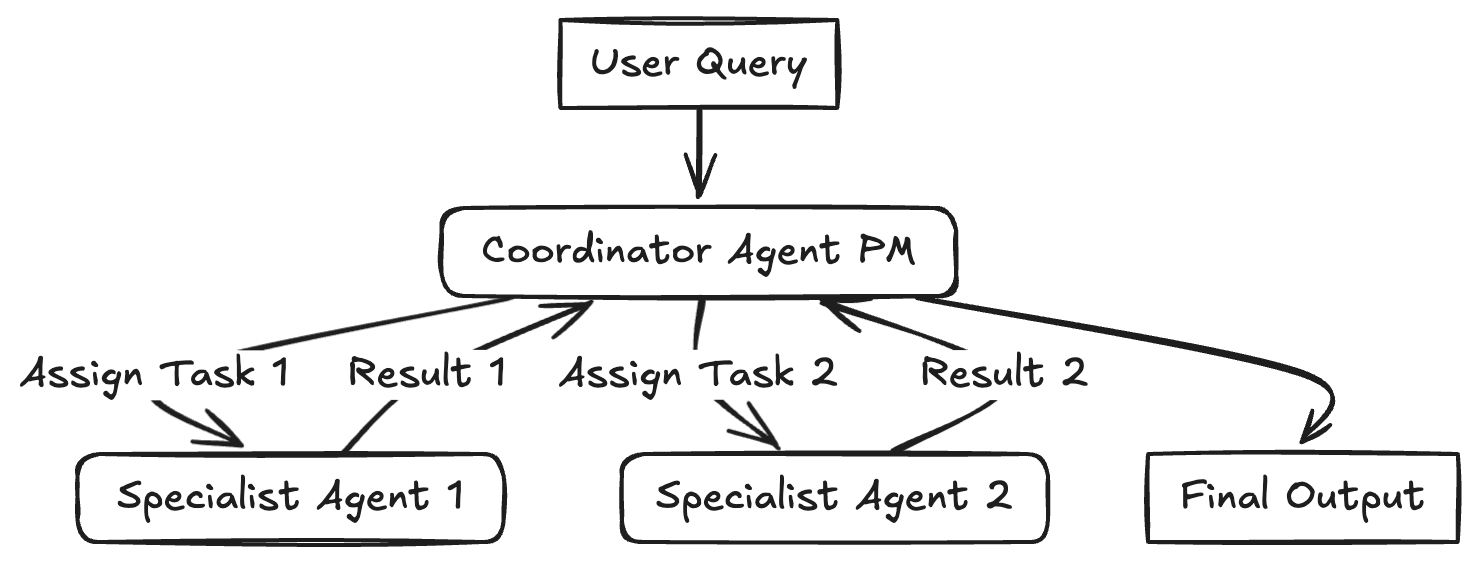 User Query
Coordinator Agent PM
Assign Task 1
Result 1
Assign Task 2
Result 2
Specialist Agent 1
Specialist Agent 2
Final Output